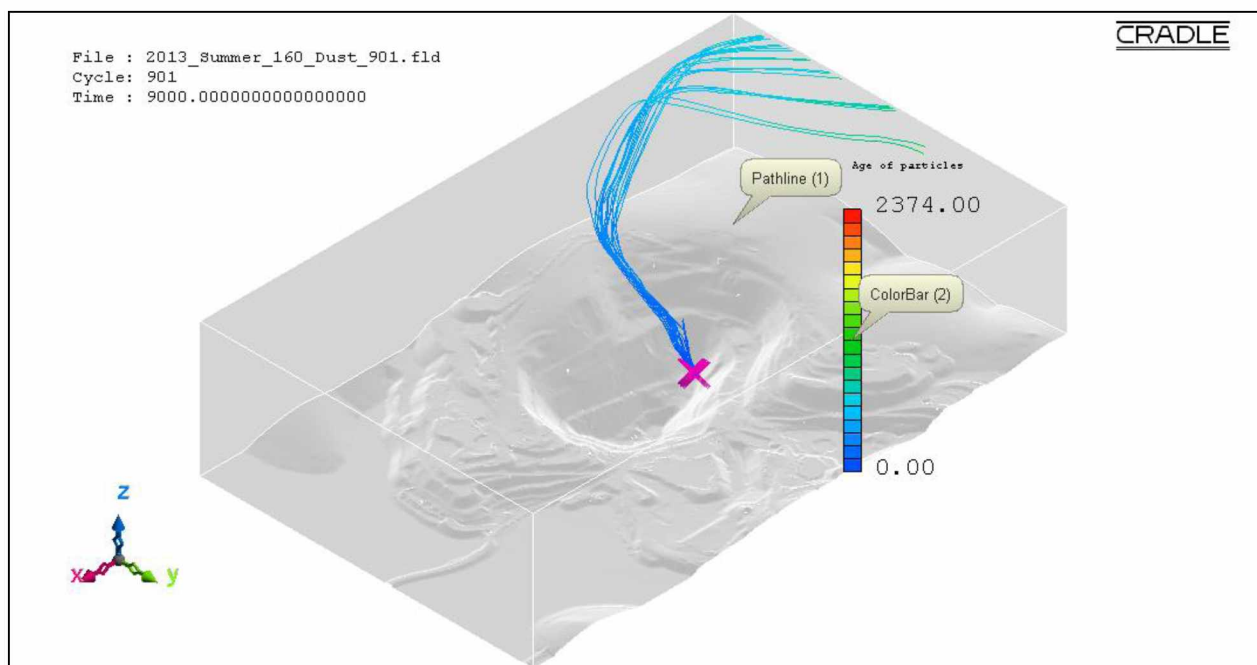 CRADLE
File : 2013_Summer_160_Dust_901.fld
Cycle: 901
Time : 9000.0000000000000000
Age of particles
Pathline (1)
2374.00
ColorBar (2)
0.00
z
x
y